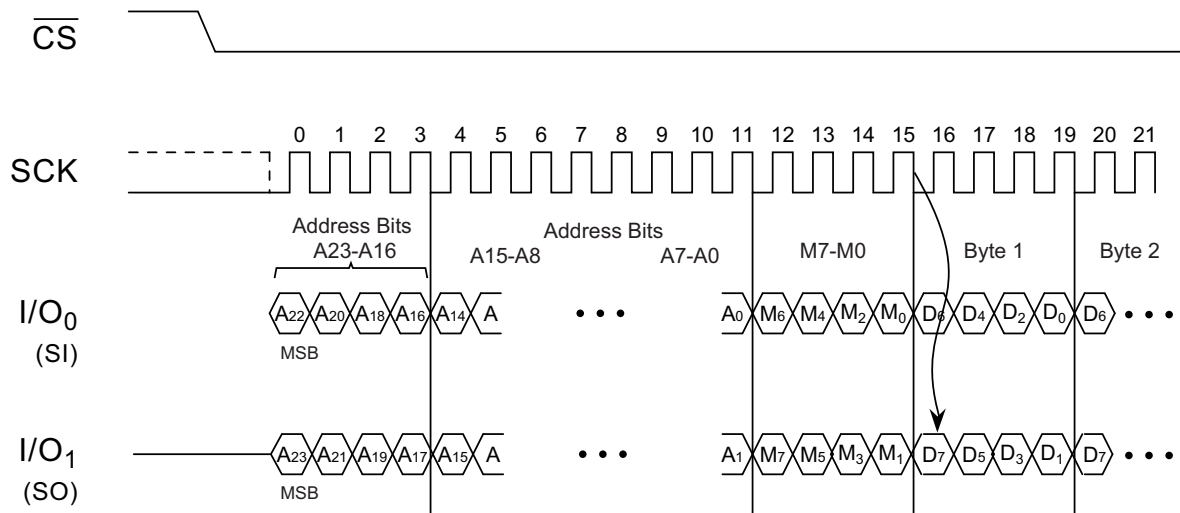 CS
0 1 2 3 4 5 6 7 8 9 10 11 12 13 14 15 16 17 18 19 20 21
SCK
Address Bits
A23-A16
Address Bits
A15-A8
A7-A0
M7-M0
Byte 1
Byte 2
I/O0
(SI)
A22 A20 A18 A16 A14 A • • • A0 M6 M4 M2 M0 D6 D4 D2 D0 D6 • • •
MSB
I/O1
(SO)
A23 A21 A19 A17 A15 A • • • A1 M7 M5 M3 M1 D7 D5 D3 D1 D7 • • •
MSB